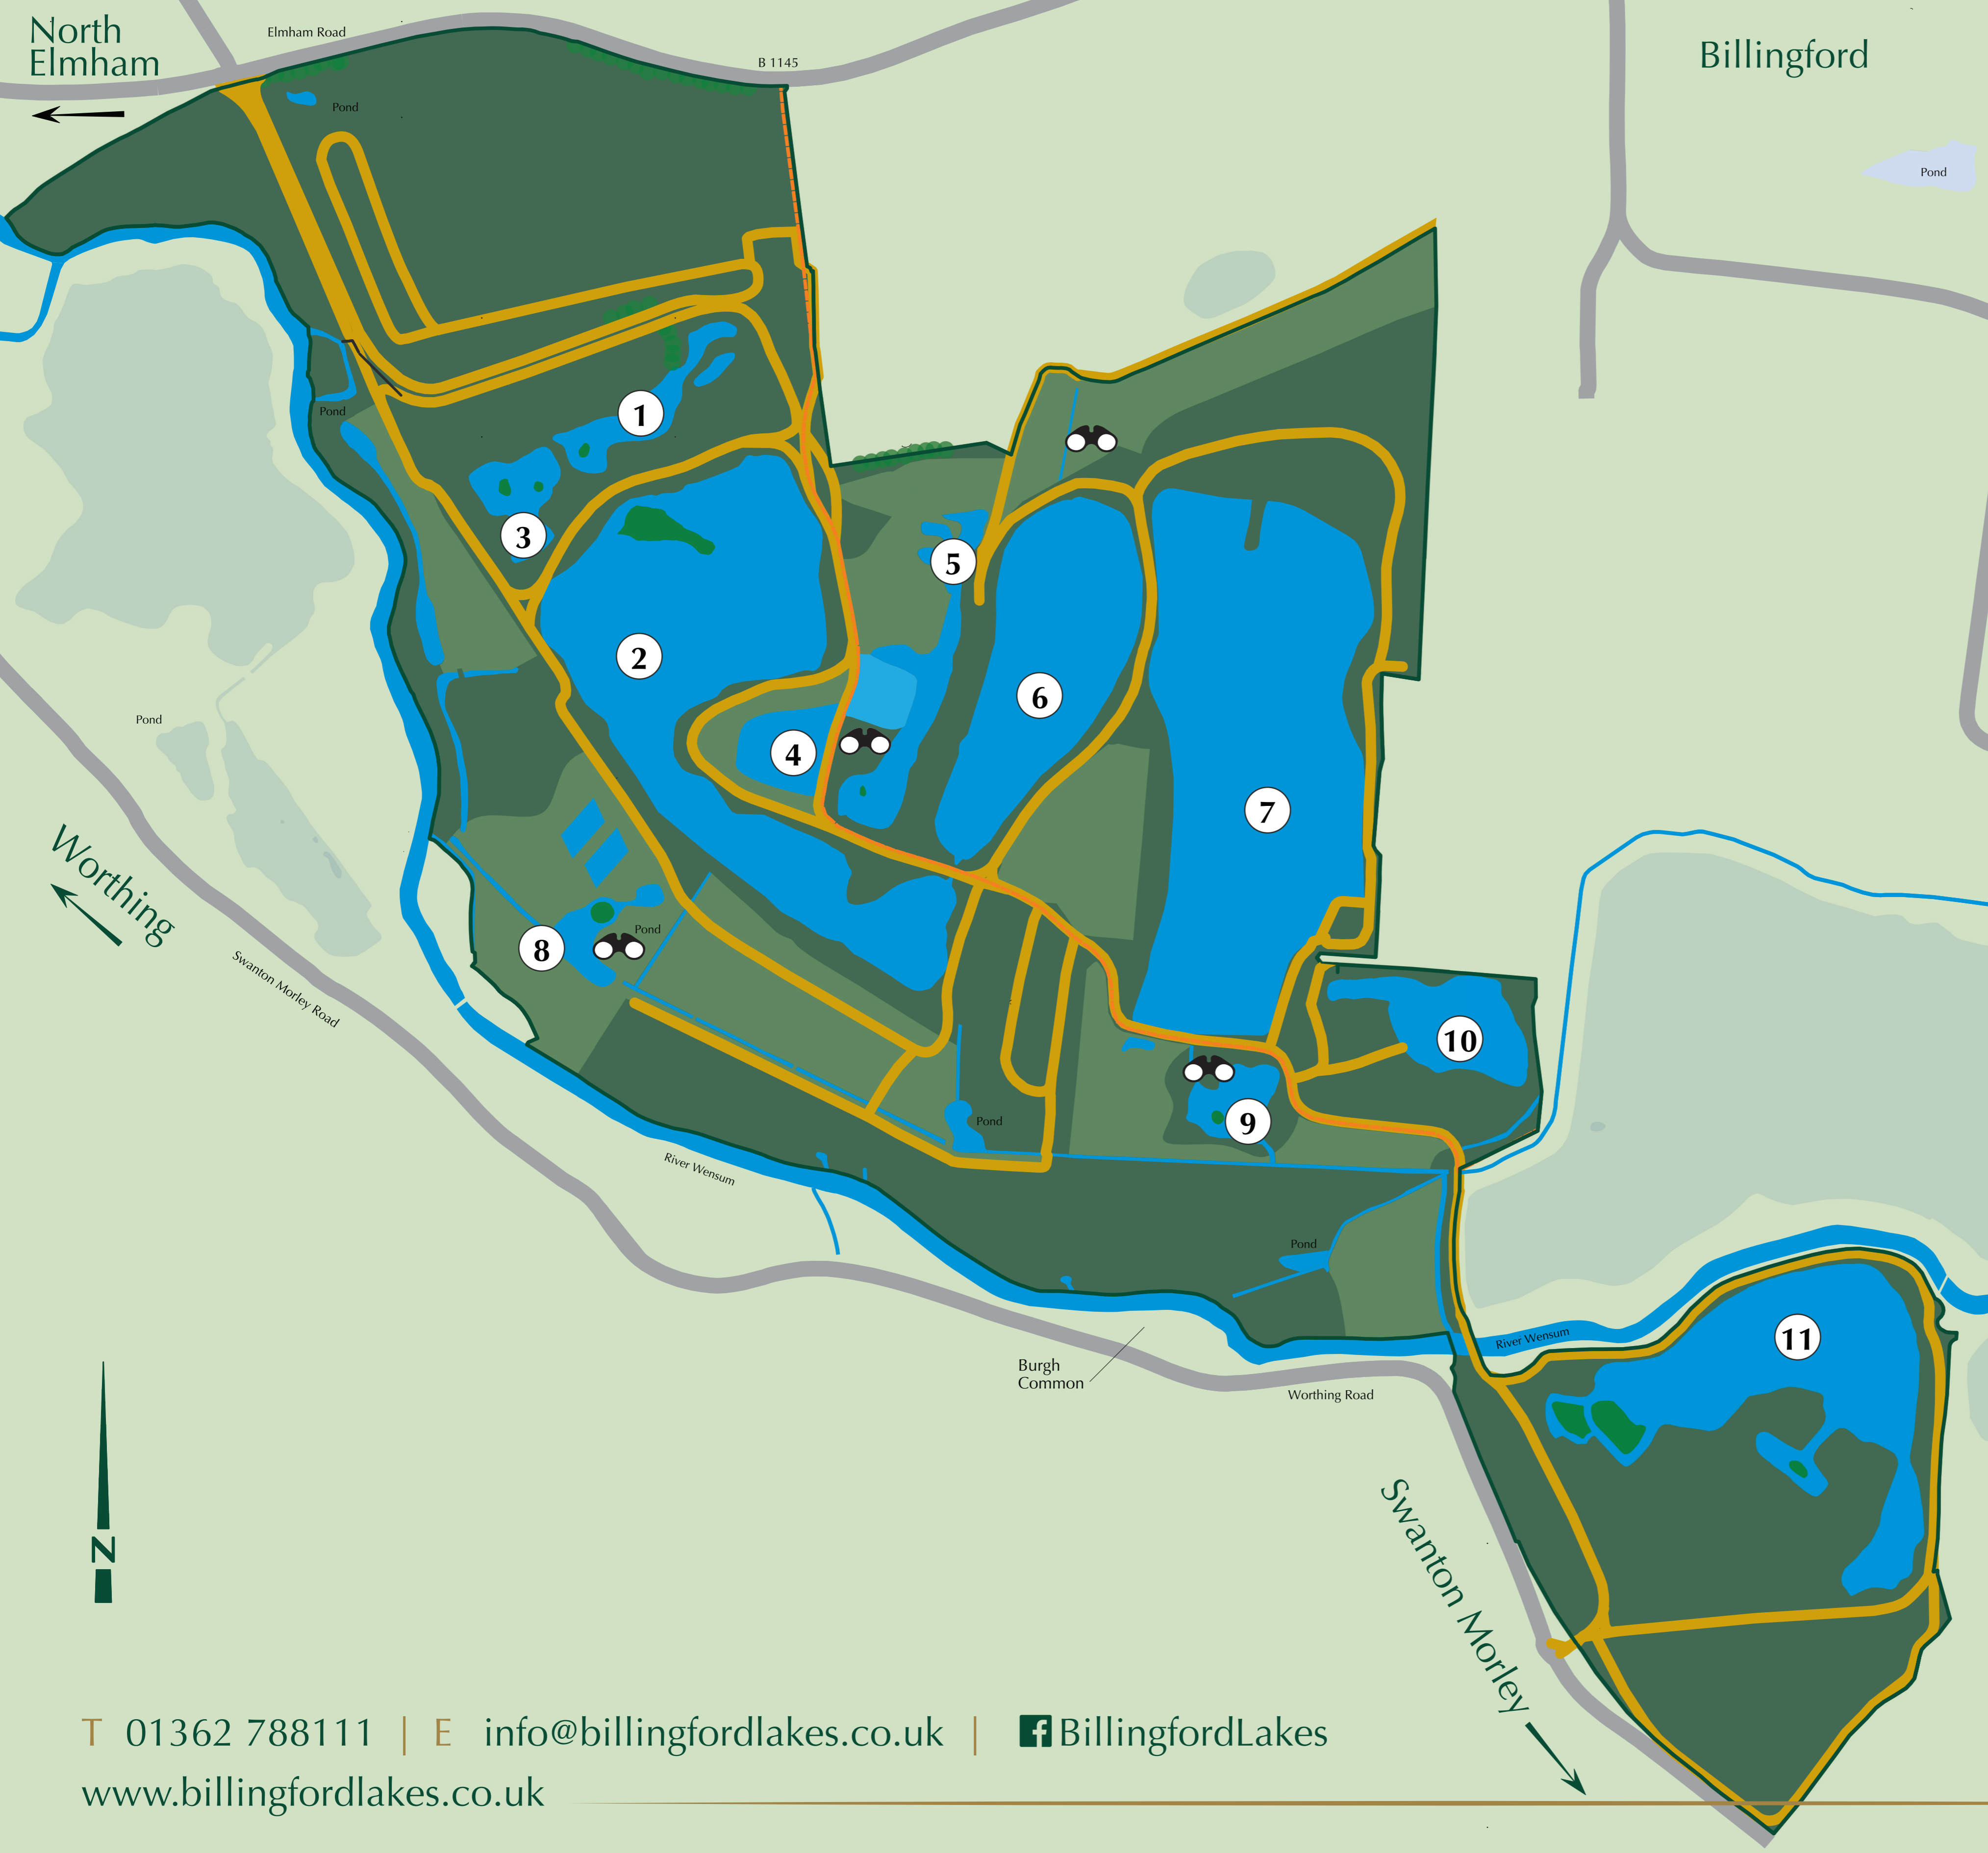 North
Elmham
Elmham Road
B 1145
Billingford
Pond
Pond
Pond
1
3
5
2
6
4
7
Pond
Worthing
Swanton Morley Road
8
Pond
10
9
Pond
River Wensum
Pond
River Wensum
11
Burgh
Common
Worthing Road
N
Swanton Morley
T 01362 788111 | E info@billingfordlakes.co.uk | f BillingfordLakes
www.billingfordlakes.co.uk